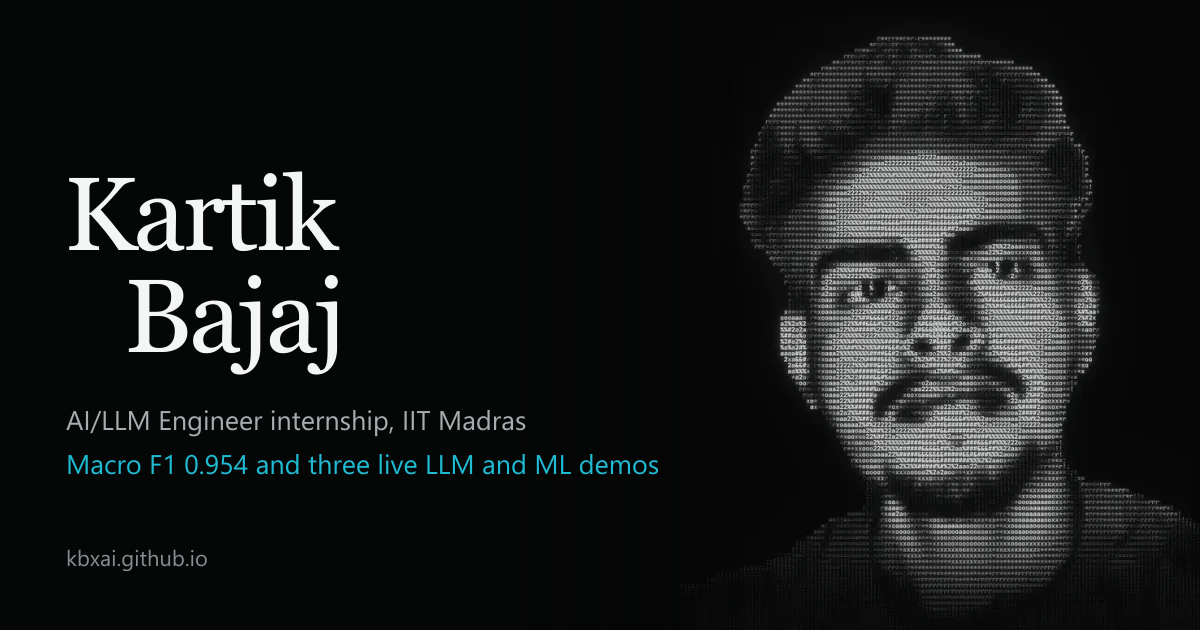 Kartik
Bajaj
AI/LLM Engineer internship, IIT Madras
Macro F1 0.954 and three live LLM and ML demos
kbxai.github.io